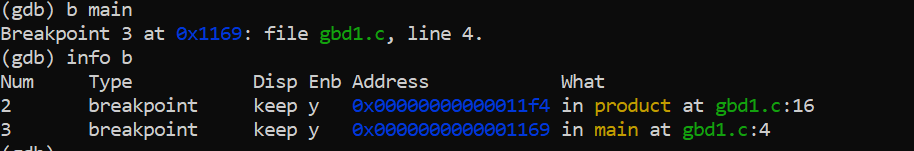 (gdb) b main
Breakpoint 3 at 0x1169: file gbd1.c, line 4.
(gdb) info b
Num     Type           Disp Enb Address            What
2       breakpoint     keep y   0x00000000000011f4 in product at gbd1.c:16
3       breakpoint     keep y   0x0000000000001169 in main at gbd1.c:4
(gdb)